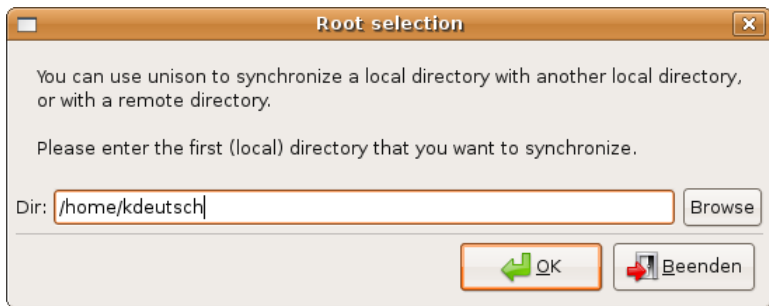 Root selection
You can use unison to synchronize a local directory with another local directory,
or with a remote directory.
Please enter the first (local) directory that you want to synchronize.
Dir: /home/kdeutsch Browse
OK Beenden